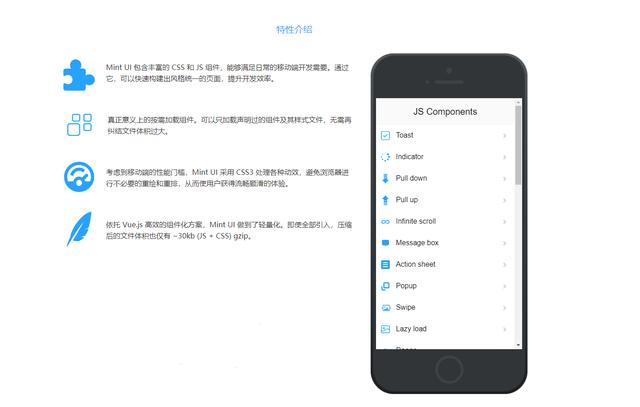 特性介绍
Mint UI 包含丰富的 CSS 和 JS 组件，能够满足日常的移动端开发需要。通过
它，可以快速构建出风格统一的页面，提升开发效率。
真正意义上的按需加载组件。可以只加载声明过的组件及其样式文件，无需再
纠结文件体积过大。
考虑到移动端的性能门槛，Mint UI 采用 CSS3 处理各种动效，避免浏览器进
行不必要的重绘和重排，从而使用户获得流畅顺滑的体验。
依托 Vue.js 高效的组件化方案，Mint UI 做到了轻量化。即使全部引入，压缩
后的文件体积也仅有 ~30kb (JS + CSS) gzip。
JS Components
Toast
Indicator
Pull down
Pull up
Infinite scroll
Message box
Action sheet
Popup
Swipe
Lazy load